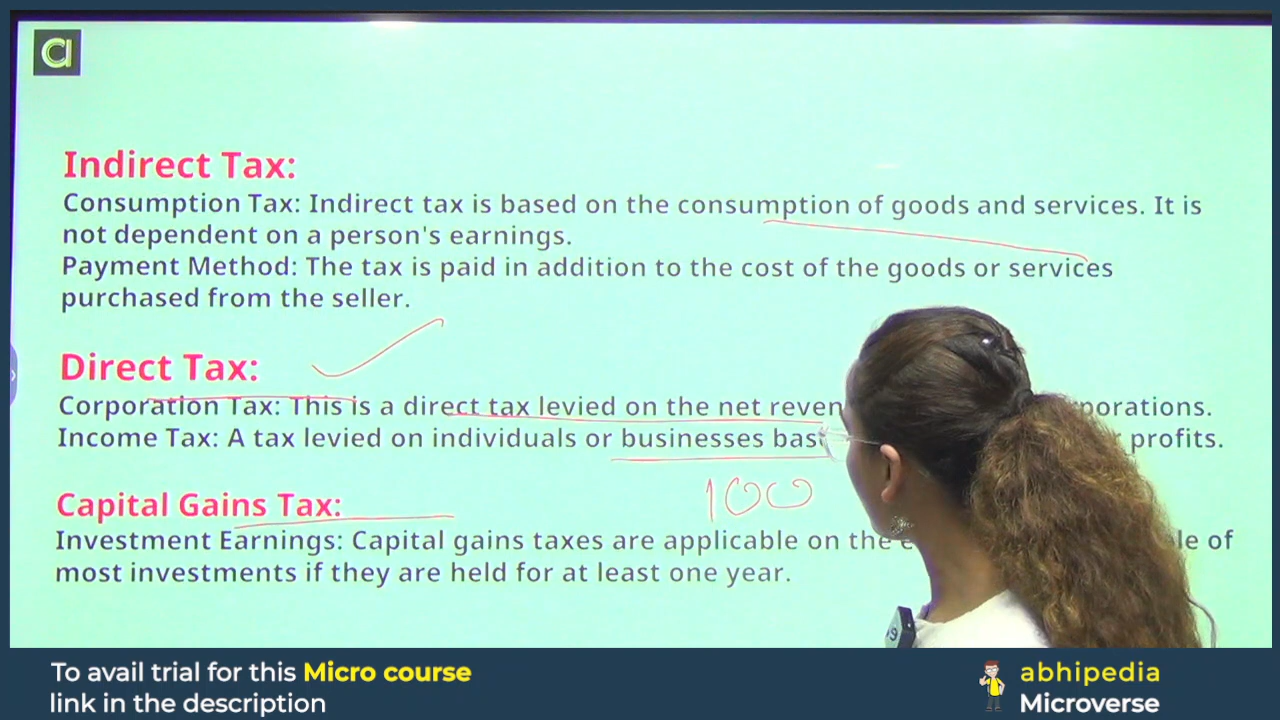 a
Indirect Tax:
Consumption Tax: Indirect tax is based on the consumption of goods and services. It is
not dependent on a person's earnings.
Payment Method: The tax is paid in addition to the cost of the goods or services
purchased from the seller.
Direct Tax:
Corporation Tax: This is a direct tax levied on the net
Income Tax: A tax levied on individuals or businesses profits.
100
Capital Gains Tax:
Investment Earnings: Capital gains taxes are applicable on the of
most investments if they are held for at least one year.
To avail trial for this Micro course
link in the description
abhipedia
Microverse